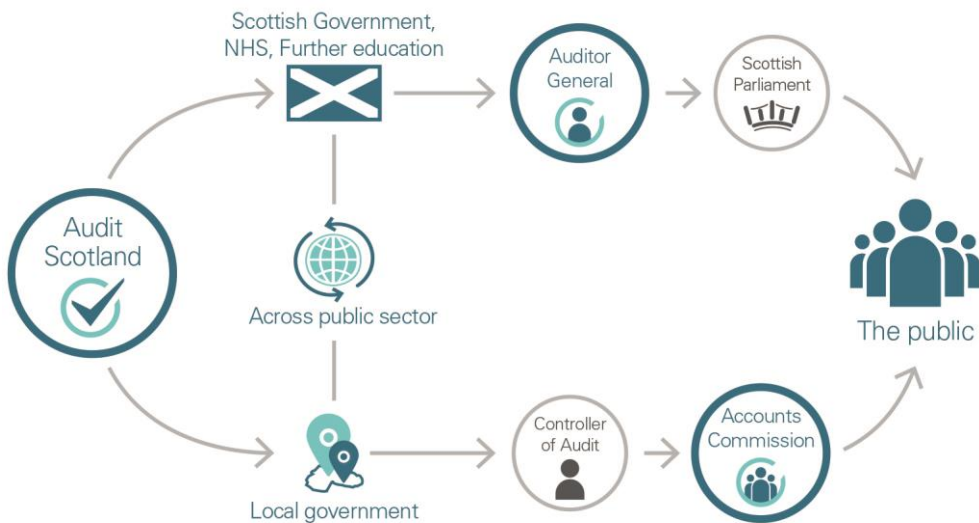 Scottish Government,
NHS, Further education
Auditor
General
Scottish
Parliament
Audit
Scotland
Across public sector
The public
Local government
Controller
of Audit
Accounts
Commission